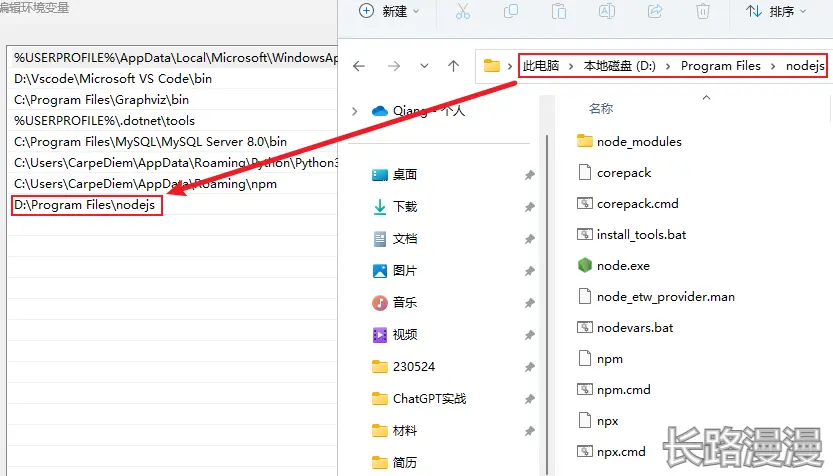 编辑环境变量
%USERPROFILE%\AppData\Local\Microsoft\WindowsAp
D:\Vscode\Microsoft VS Code\bin
C:\Program Files\Graphviz\bin
%USERPROFILE%\.dotnet\tools
C:\Program Files\MySQL\MySQL Server 8.0\bin
C:\Users\CarpeDiem\AppData\Roaming\Python\Python3
C:\Users\CarpeDiem\AppData\Roaming\npm
D:\Program Files\nodejs
新建
排序
此电脑 > 本地磁盘 (D:) > Program Files > nodejs
Qiang - 个人
桌面
下载
文档
图片
音乐
视频
230524
ChatGPT实战
材料
简历
名称
node_modules
corepack
corepack.cmd
install_tools.bat
node.exe
node_etw_provider.man
nodevars.bat
npm
npm.cmd
npx
npx.cmd
长路漫漫